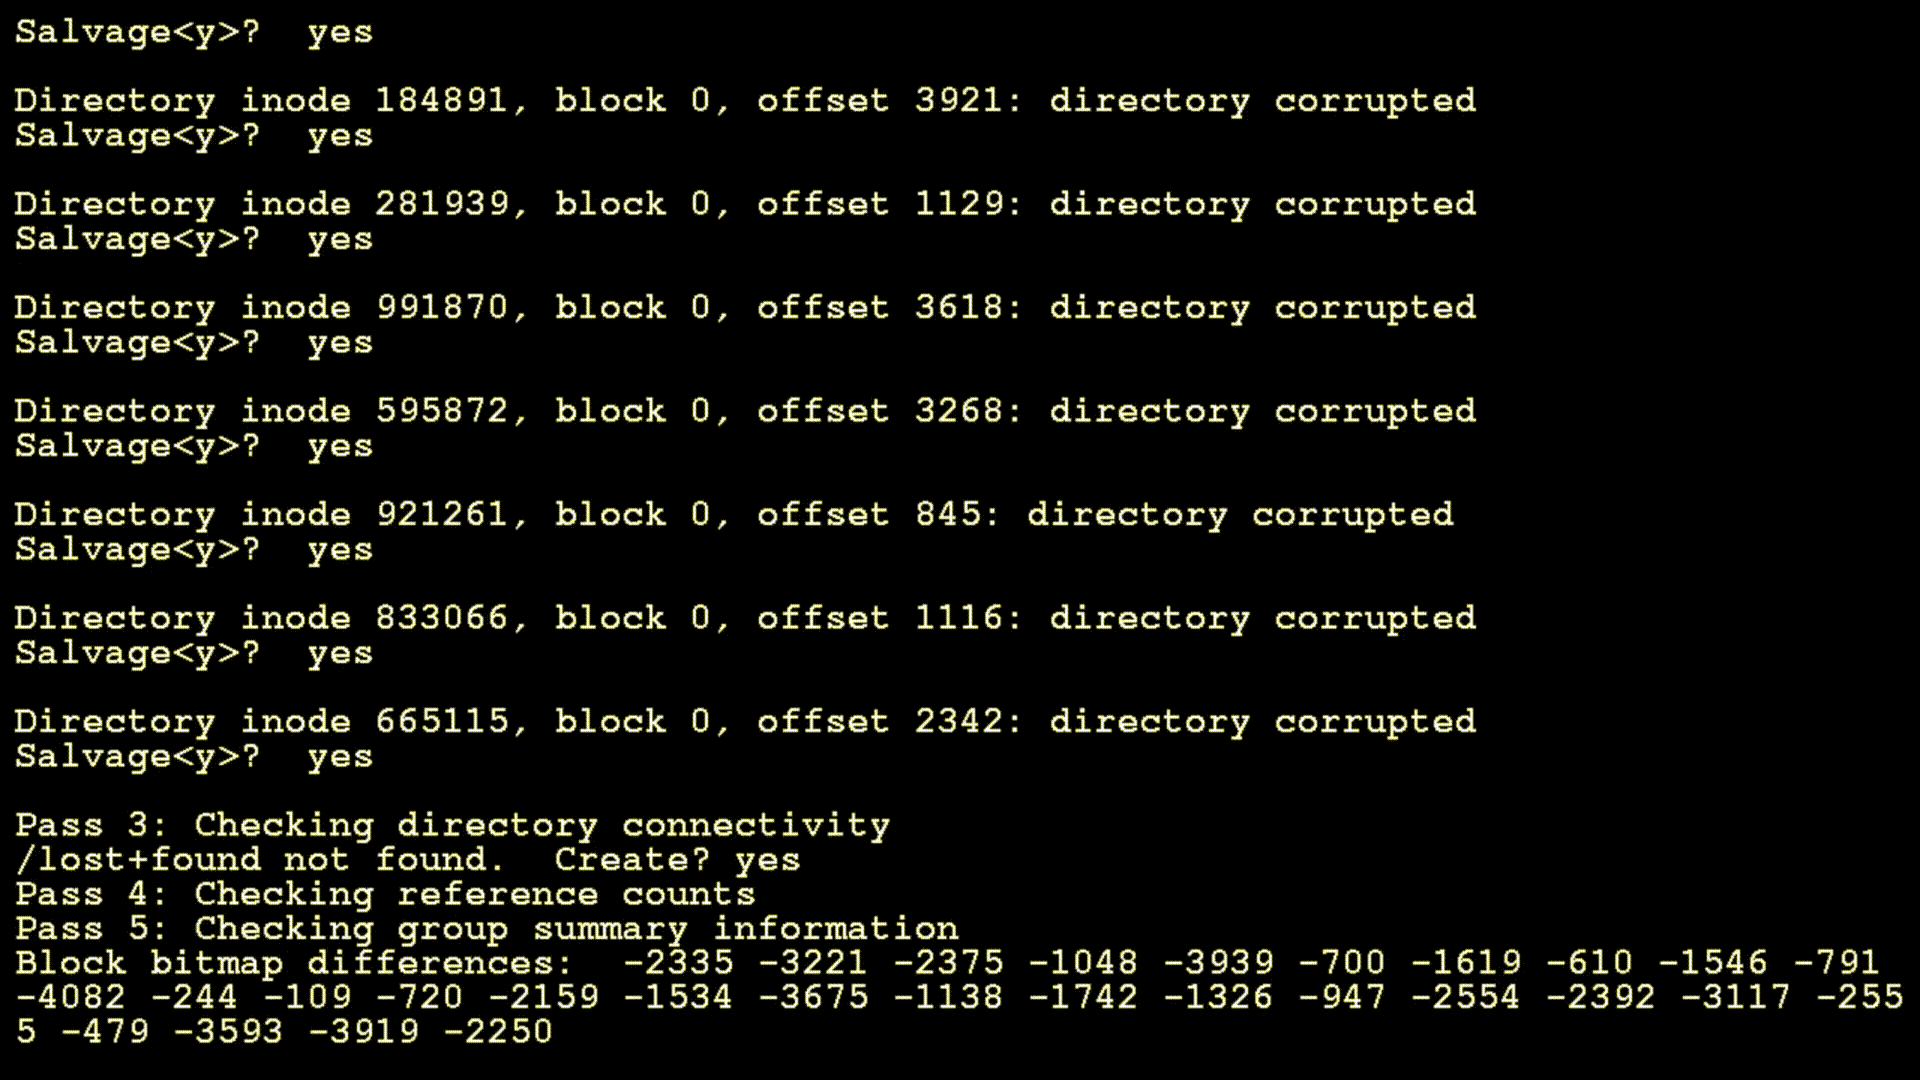 Salvage<y>?  yes
Directory inode 184891, block 0, offset 3921: directory corrupted
Salvage<y>?  yes
Directory inode 281939, block 0, offset 1129: directory corrupted
Salvage<y>?  yes
Directory inode 991870, block 0, offset 3618: directory corrupted
Salvage<y>?  yes
Directory inode 595872, block 0, offset 3268: directory corrupted
Salvage<y>?  yes
Directory inode 921261, block 0, offset 845: directory corrupted
Salvage<y>?  yes
Directory inode 833066, block 0, offset 1116: directory corrupted
Salvage<y>?  yes
Directory inode 665115, block 0, offset 2342: directory corrupted
Salvage<y>?  yes
Pass 3: Checking directory connectivity
/lost+found not found.  Create? yes
Pass 4: Checking reference counts
Pass 5: Checking group summary information
Block bitmap differences:  -2335 -3221 -2375 -1048 -3939 -700 -1619 -610 -1546 -791
-4082 -244 -109 -720 -2159 -1534 -3675 -1138 -1742 -1326 -947 -2554 -2392 -3117 -255
5 -479 -3593 -3919 -2250